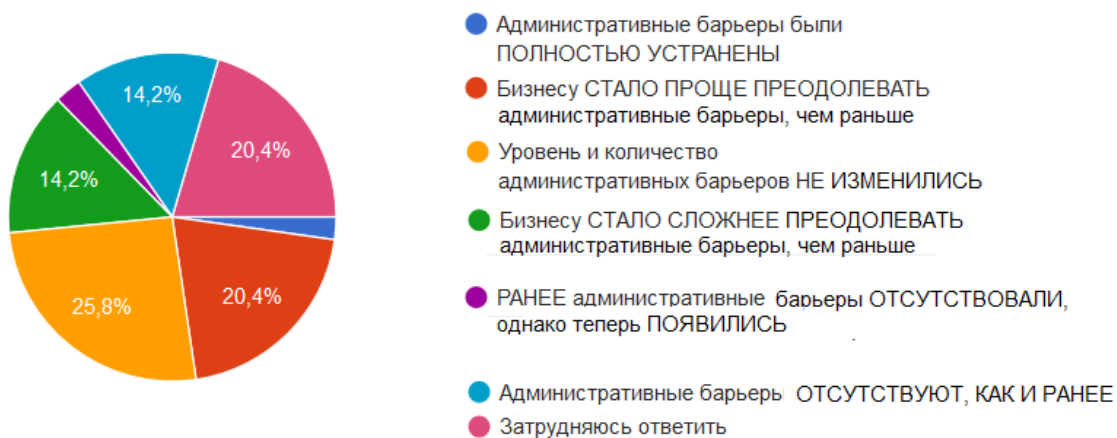 14,2%
20,4%
14,2%
25,8%
20,4%
Административные барьеры были
ПОЛНОСТЬЮ УСТРАНЕНЫ
Бизнесу СТАЛО ПРОЩЕ ПРЕОДОЛЕВАТЬ
административные барьеры, чем раньше
Уровень и количество
административных барьеров НЕ ИЗМЕНИЛИСЬ
Бизнесу СТАЛО СЛОЖНЕЕ ПРЕОДОЛЕВАТЬ
административные барьеры, чем раньше
РАНЕЕ административные барьеры ОТСУТСТВОВАЛИ,
однако теперь ПОЯВИЛИСЬ
Административные барьеры ОТСУТСТВУЮТ, КАК И РАНЕЕ
Затрудняюсь ответить